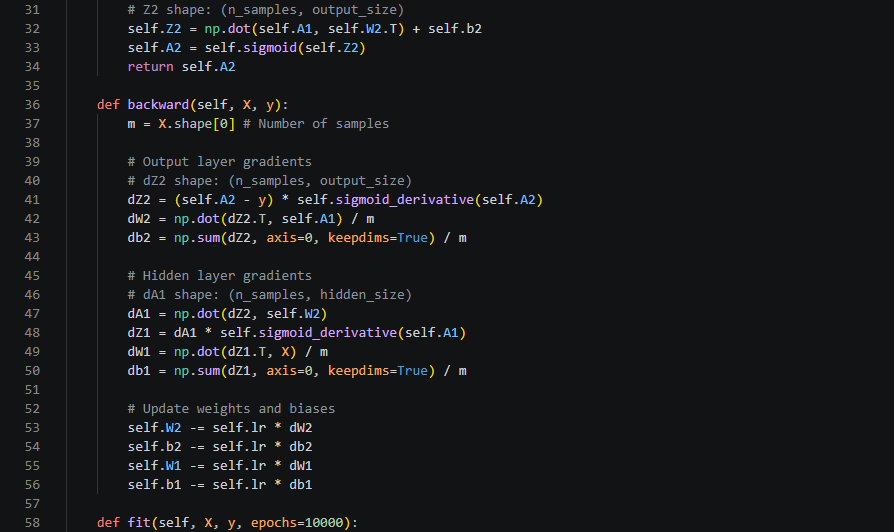 31 # Z2 shape: (n_samples, output_size)
32 self.Z2 = np.dot(self.A1, self.W2.T) + self.b2
33 self.A2 = self.sigmoid(self.Z2)
34 return self.A2
35
36 def backward(self, X, y):
37 m = X.shape[0] # Number of samples
38
39 # Output layer gradients
40 # dZ2 shape: (n_samples, output_size)
41 dZ2 = (self.A2 - y) * self.sigmoid_derivative(self.A2)
42 dW2 = np.dot(dZ2.T, self.A1) / m
43 db2 = np.sum(dZ2, axis=0, keepdims=True) / m
44
45 # Hidden layer gradients
46 # dA1 shape: (n_samples, hidden_size)
47 dA1 = np.dot(dZ2, self.W2)
48 dZ1 = dA1 * self.sigmoid_derivative(self.A1)
49 dW1 = np.dot(dZ1.T, X) / m
50 db1 = np.sum(dZ1, axis=0, keepdims=True) / m
51
52 # Update weights and biases
53 self.W2 -= self.lr * dW2
54 self.b2 -= self.lr * db2
55 self.W1 -= self.lr * dW1
56 self.b1 -= self.lr * db1
57
58 def fit(self, X, y, epochs=10000):